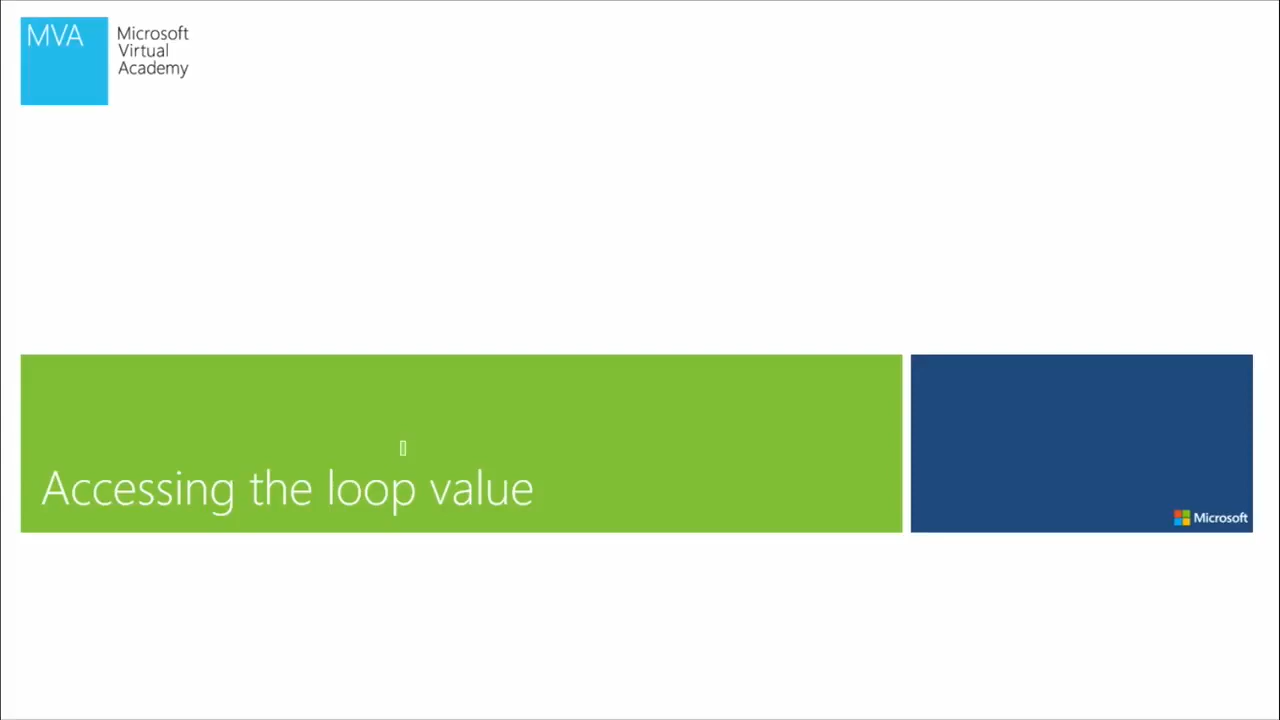 MVA
Microsoft
Virtual
Academy
Accessing the loop value
Microsoft